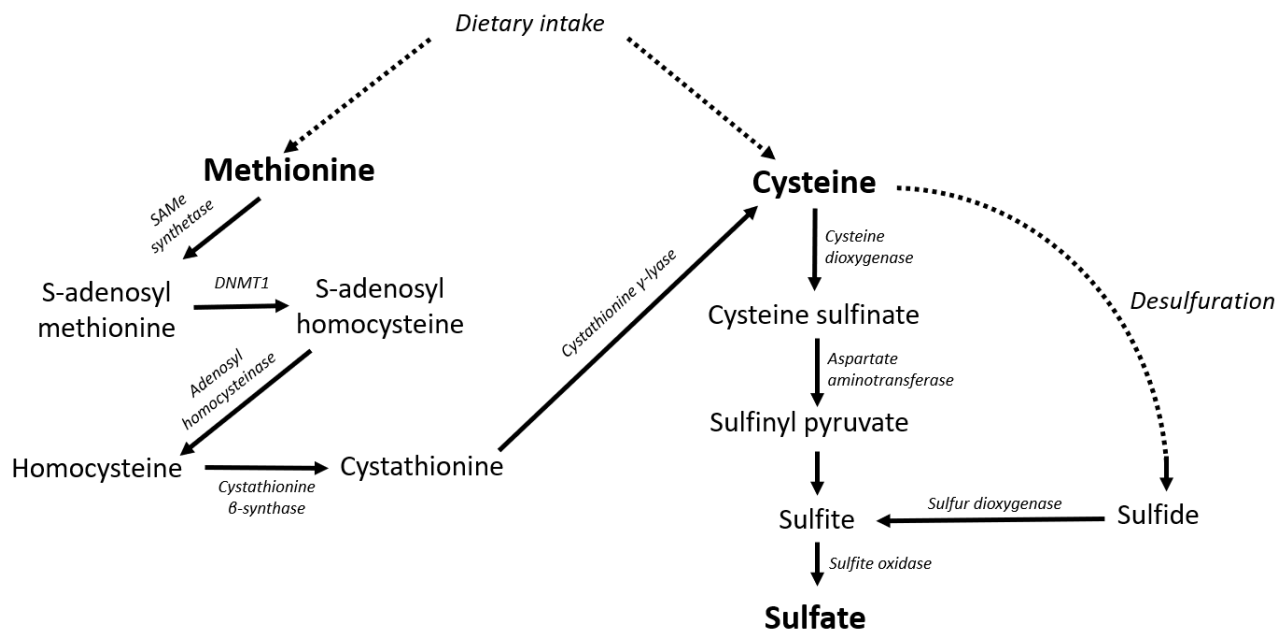 Dietary intake
Methionine
Cysteine
SAMe
synthetase
Cysteine
dioxygenase
S-adenosyl
methionine
DNMT1
S-adenosyl
homocysteine
Cystathionine γ-lyase
Cysteine sulfinate
Desulfuration
Adenosyl
homocysteinase
Aspartate
aminotransferase
Sulfinyl pyruvate
Homocysteine
Cystathionine
β-synthase
Cystathionine
Sulfite
Sulfur dioxygenase
Sulfide
Sulfite oxidase
Sulfate